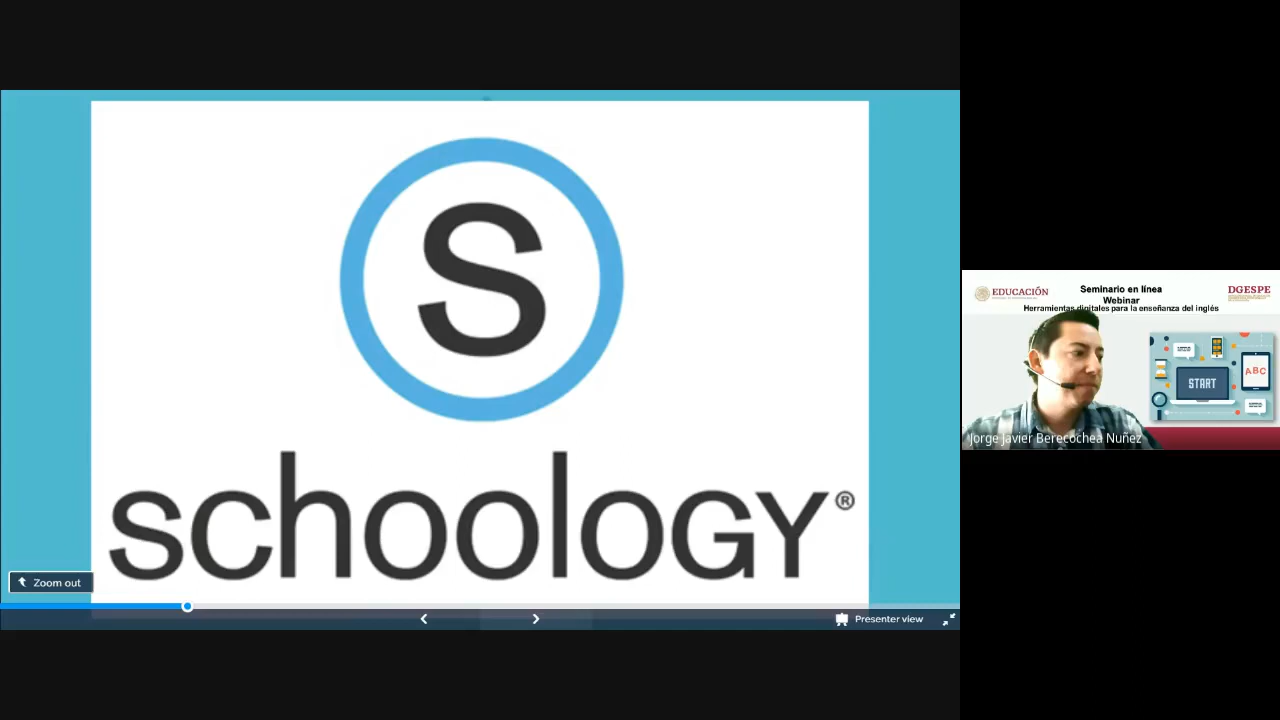 S
schooloGY®
Zoom out
Presenter view
EDUCACIÓN
Seminario en línea
Webinar
Herramientas digitales para la enseñanza del inglés
DGESPE
START
ABC
Jorge Javier Berecochea Nuñez